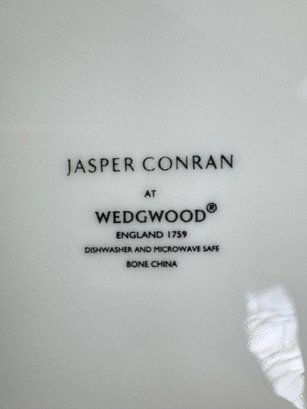 JASPER CONRAN
AT
WEDGWOOD®
ENGLAND 1759
DISHWASHER AND MICROWAVE SAFE
BONE CHINA